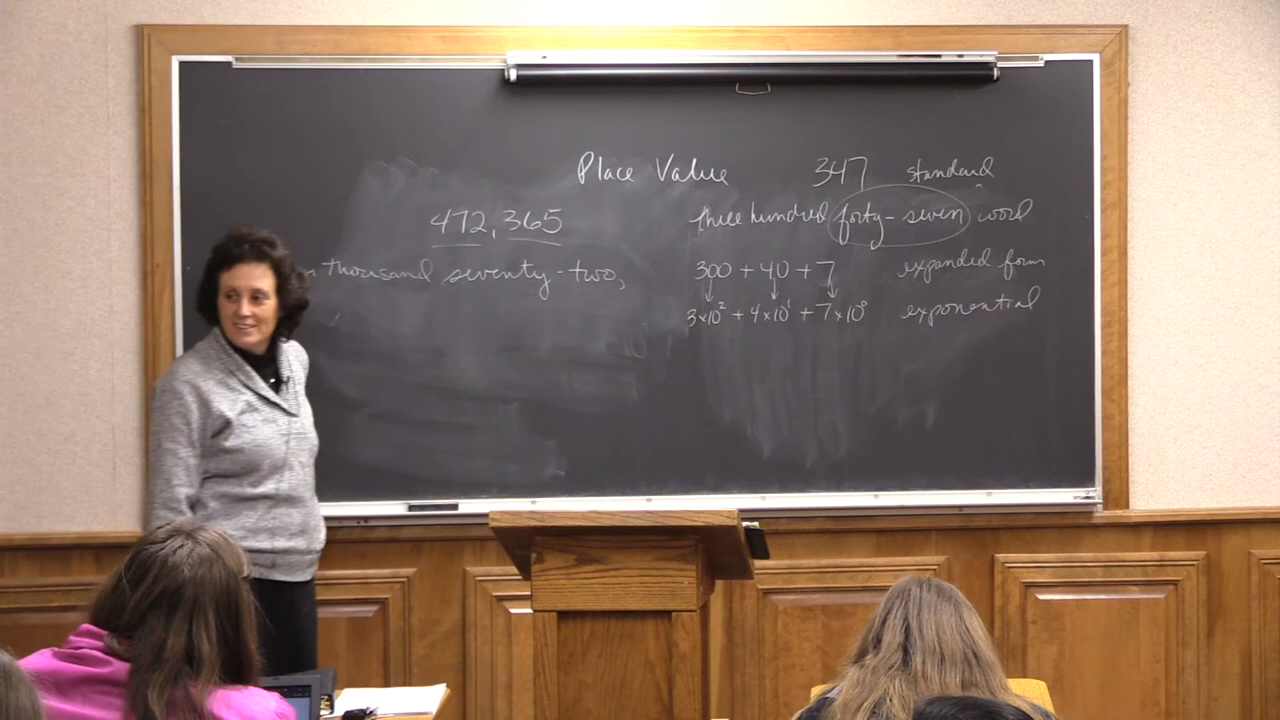 Place Value
347 standard
three hundred forty-seven word
300 + 40 + 7 expanded form
3×10² + 4×10¹ + 7×10⁰ exponential
472,365
thousand seventy-two,